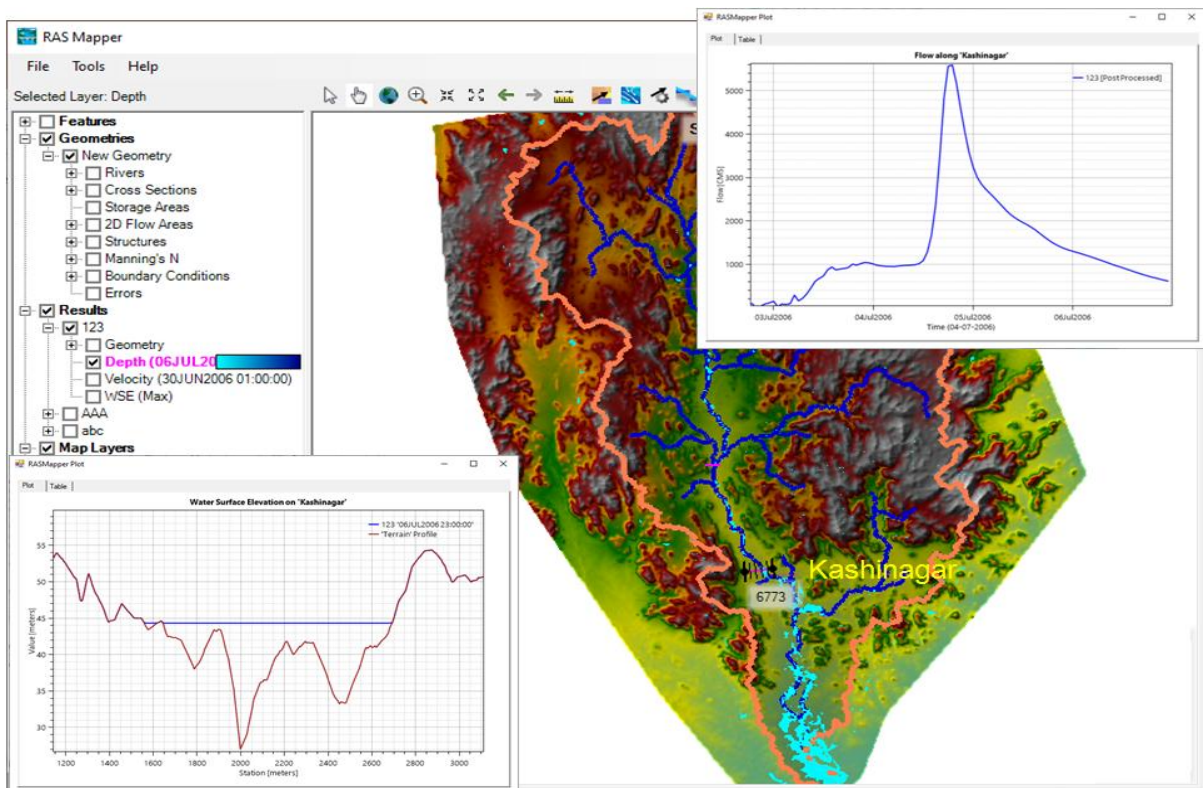 RAS Mapper
File Tools Help
Selected Layer: Depth
Features
Geometries
New Geometry
Rivers
Cross Sections
Storage Areas
2D Flow Areas
Structures
Manning's N
Boundary Conditions
Errors
Results
123
Geometry
Depth (06JUL20
Velocity (30JUN2006 01:00:00)
WSE (Max)
AAA
abc
Map Layers
RASMapper Plot
Plot Table
Flow along 'Kashinagar'
123 [Post Processed]
Flow [CMS]
5000
4000
3000
2000
1000
03Jul2006 04Jul2006 05Jul2006 06Jul2006
Time (04-07-2006)
S
Kashinagar
6773
RASMapper Plot
Plot Table
Water Surface Elevation on 'Kashinagar'
123 '06JUL2006 23:00:00'
'Terrain' Profile
Value [meters]
55
50
45
40
35
30
1200 1400 1600 1800 2000 2200 2400 2600 2800 3000
Station [meters]